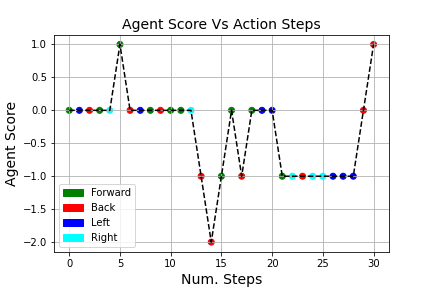 Agent Score Vs Action Steps
Agent Score
1.0
0.5
0.0
−0.5
−1.0
−1.5
−2.0
Forward
Back
Left
Right
0 5 10 15 20 25 30
Num. Steps